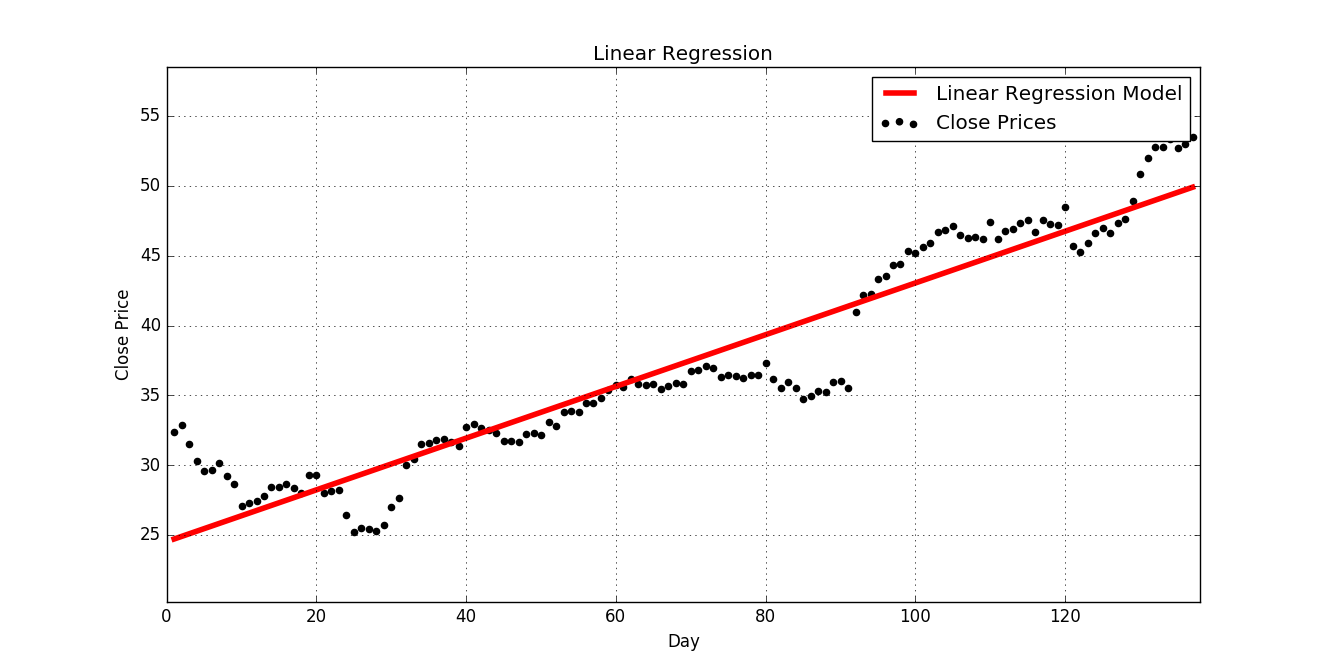 Linear Regression
Linear Regression Model
Close Prices
55
50
45
40
35
30
25
Close Price
0 20 40 60 80 100 120
Day